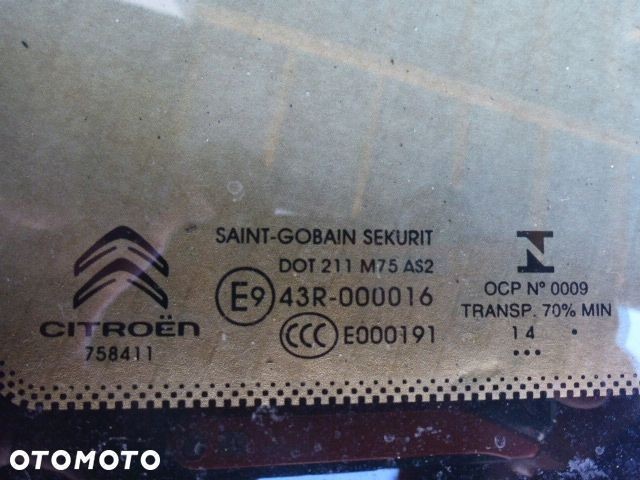 CITROËN
758411
SAINT-GOBAIN SEKURIT
DOT 211 M75 AS2
E9 43R-000016
CCC E000191
N
OCP Nº 0009
TRANSP. 70% MIN
14 .
...
OTOMOTO